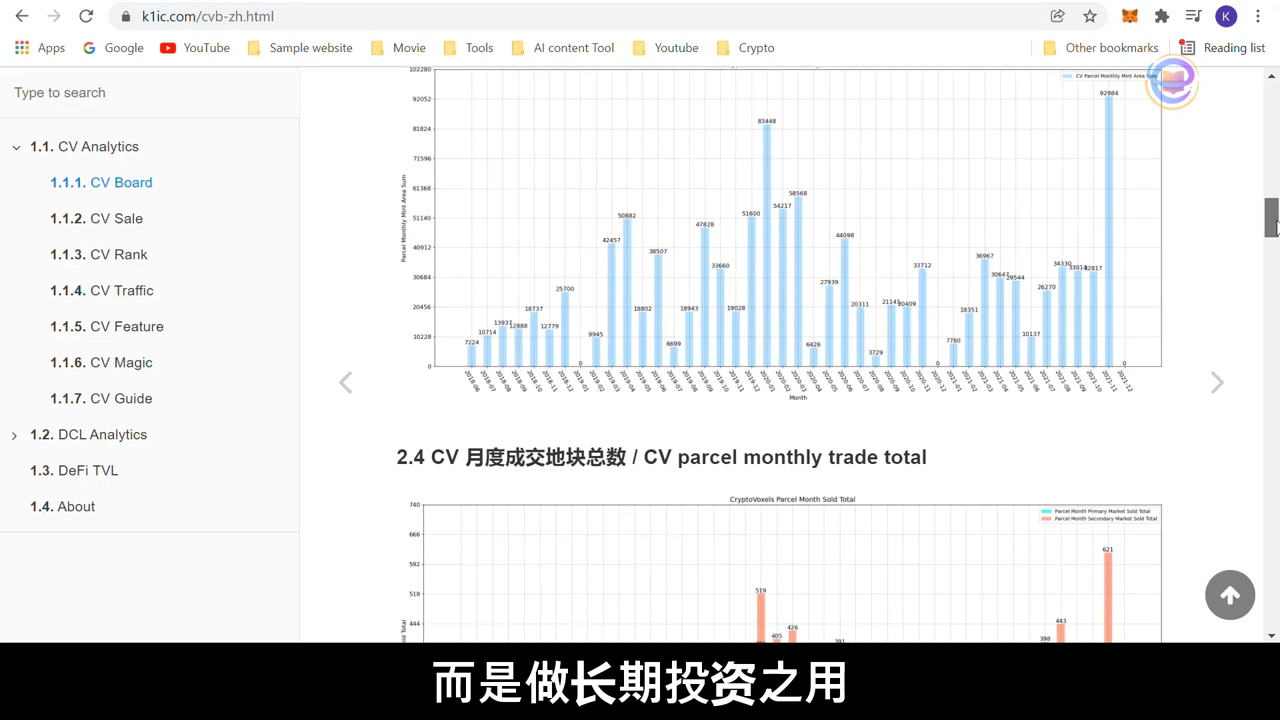 k1ic.com/cvb-zh.html
K
Apps
Google
YouTube
Sample website
Movie
Tools
AI content Tool
Youtube
Crypto
Other bookmarks
Reading list
Type to search
1.1. CV Analytics
1.1.1. CV Board
1.1.2. CV Sale
1.1.3. CV Rank
1.1.4. CV Traffic
1.1.5. CV Feature
1.1.6. CV Magic
1.1.7. CV Guide
1.2. DCL Analytics
1.3. DeFi TVL
1.4. About
102280
92052
81824
71596
61368
51140
40912
30684
20456
10228
0
Parcel Monthly Mint Area Sum
CV Parcel Monthly Mint Area
7224
10714
13937
12888
18737
12779
25700
0
9945
42457
50882
18802
38507
6699
18943
47828
33660
19028
51600
83448
54217
58568
6426
27939
44098
20311
3729
21143
20409
33712
0
7780
18351
36967
30647
29544
10137
26270
34330
33014
32817
92984
0
Month
2.4 CV 月度成交地块总数 / CV parcel monthly trade total
CryptoVoxels Parcel Month Sold Total
Parcel Month Primary Market Sold Total
Parcel Month Secondary Market Sold Total
740
666
592
518
444
519
405
426
391
398
443
621
而是做长期投资之用